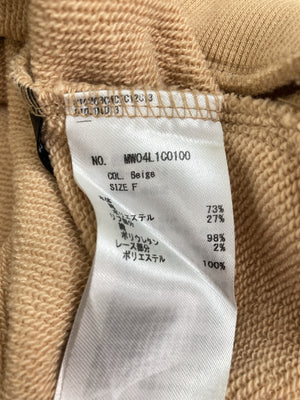 NO. MW04L1C0100
COL. Beige
SIZE F
73%
ポリエステル 27%
綿 98%
ポリウレタン 2%
レース部分
ポリエステル 100%